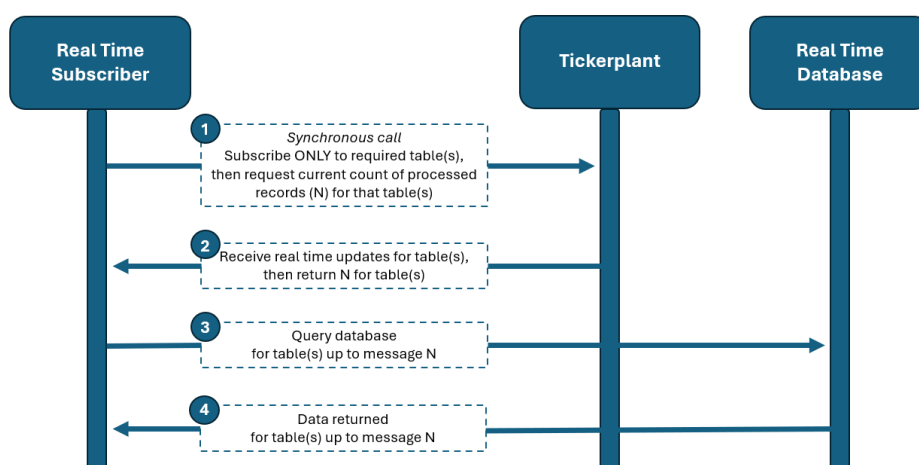 Real Time
Subscriber
Tickerplant
Real Time
Database
1
Synchronous call
Subscribe ONLY to required table(s),
then request current count of processed
records (N) for that table(s)
2
Receive real time updates for table(s),
then return N for table(s)
3
Query database
for table(s) up to message N
4
Data returned
for table(s) up to message N